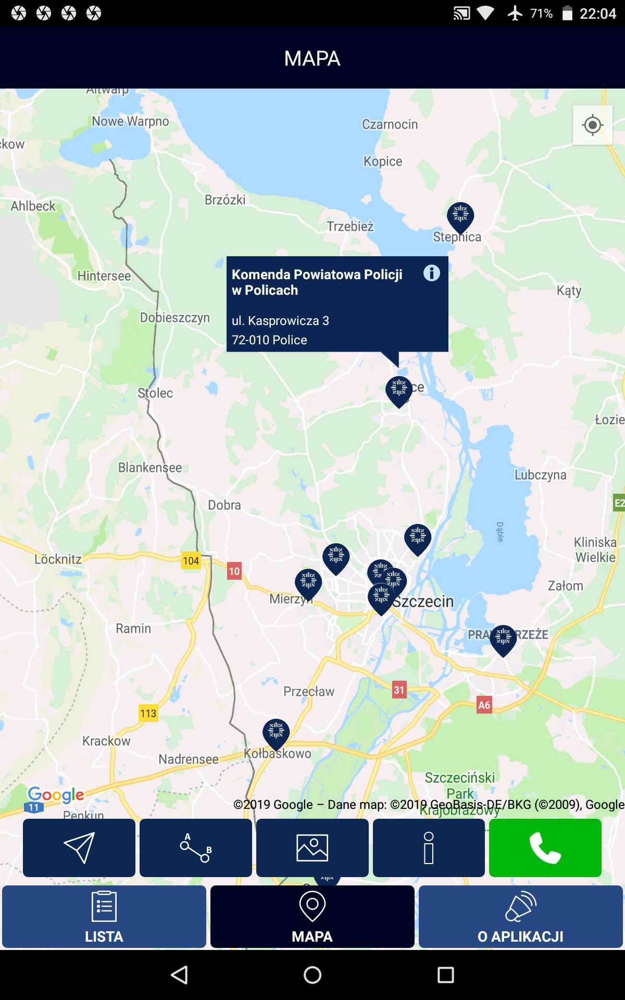 71% 22:04
MAPA
Altwarp
Nowe Warpno
Czarnocin
ckow
Kopice
Brzózki
Ahlbeck
Trzebież
Stepnica
Komenda Powiatowa Policji
w Policach
Hintersee
Kąty
ul. Kasprowicza 3
Dobieszczyn
72-010 Police
ce
Stolec
Łozie
Blankensee
Lubczyna
Dobra
E2
Dąbie
Kliniska
Wielkie
Löcknitz
104
10
Załom
Mierzyn
Szczecin
Ramin
PRA RZEŻE
Przecław
31
A6
113
Krackow
Kołbaskowo
Nadrensee
Szczeciński
Park
Krajobrazowy
Google
©2019 Google – Dane map: ©2019 GeoBasis-DE/BKG (©2009), Google
11
Penkun
A
B
LISTA
MAPA
O APLIKACJI